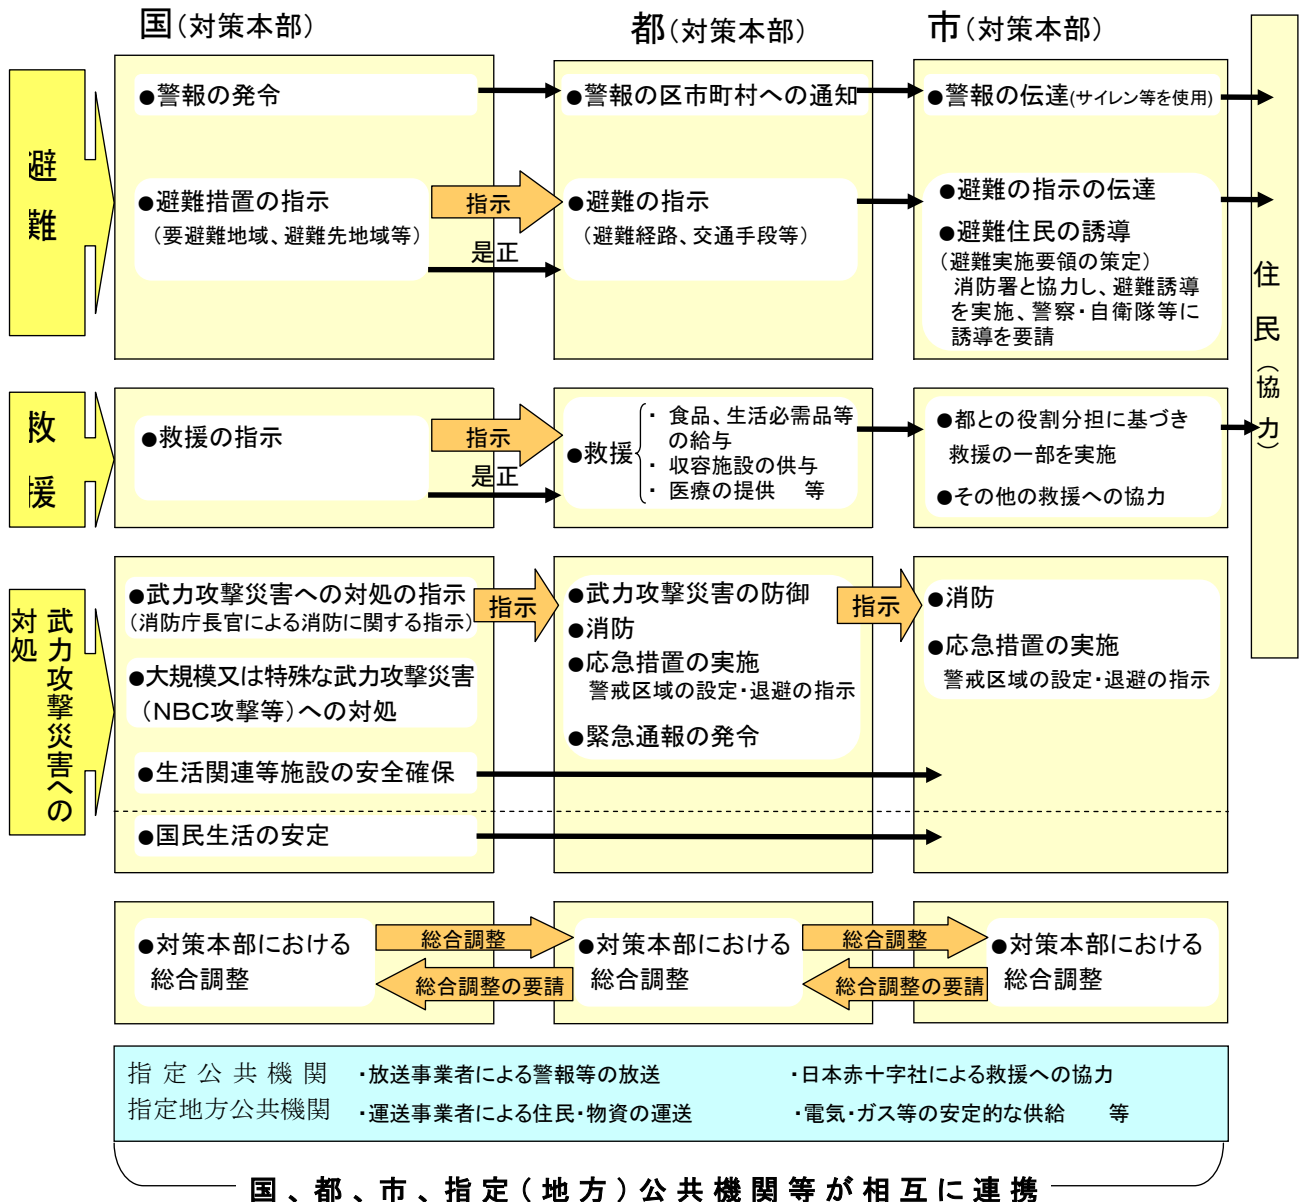 国(対策本部)
都(対策本部)
市(対策本部)
避難
●警報の発令
●警報の区市町村への通知
●警報の伝達(サイレン等を使用)
●避難措置の指示
(要避難地域、避難先地域等)
指示
是正
●避難の指示
(避難経路、交通手段等)
●避難の指示の伝達
●避難住民の誘導
(避難実施要領の策定)
消防署と協力し、避難誘導
を実施、警察・自衛隊等に
誘導を要請
住民(協力)
救援
●救援の指示
指示
是正
●救援
・ 食品、生活必需品等
の給与
・ 収容施設の供与
・ 医療の提供 等
●都との役割分担に基づき
救援の一部を実施
●その他の救援への協力
武力攻撃災害への
対処
●武力攻撃災害への対処の指示
(消防庁長官による消防に関する指示)
●大規模又は特殊な武力攻撃災害
(NBC攻撃等)への対処
●生活関連等施設の安全確保
●国民生活の安定
指示
●武力攻撃災害の防御
●消防
●応急措置の実施
警戒区域の設定・退避の指示
●緊急通報の発令
指示
●消防
●応急措置の実施
警戒区域の設定・退避の指示
●対策本部における
総合調整
総合調整
総合調整の要請
●対策本部における
総合調整
総合調整
総合調整の要請
●対策本部における
総合調整
指定公共機関
指定地方公共機関
・放送事業者による警報等の放送
・日本赤十字社による救援への協力
・運送事業者による住民・物資の運送
・電気・ガス等の安定的な供給 等
国、都、市、指定(地方)公共機関等が相互に連携